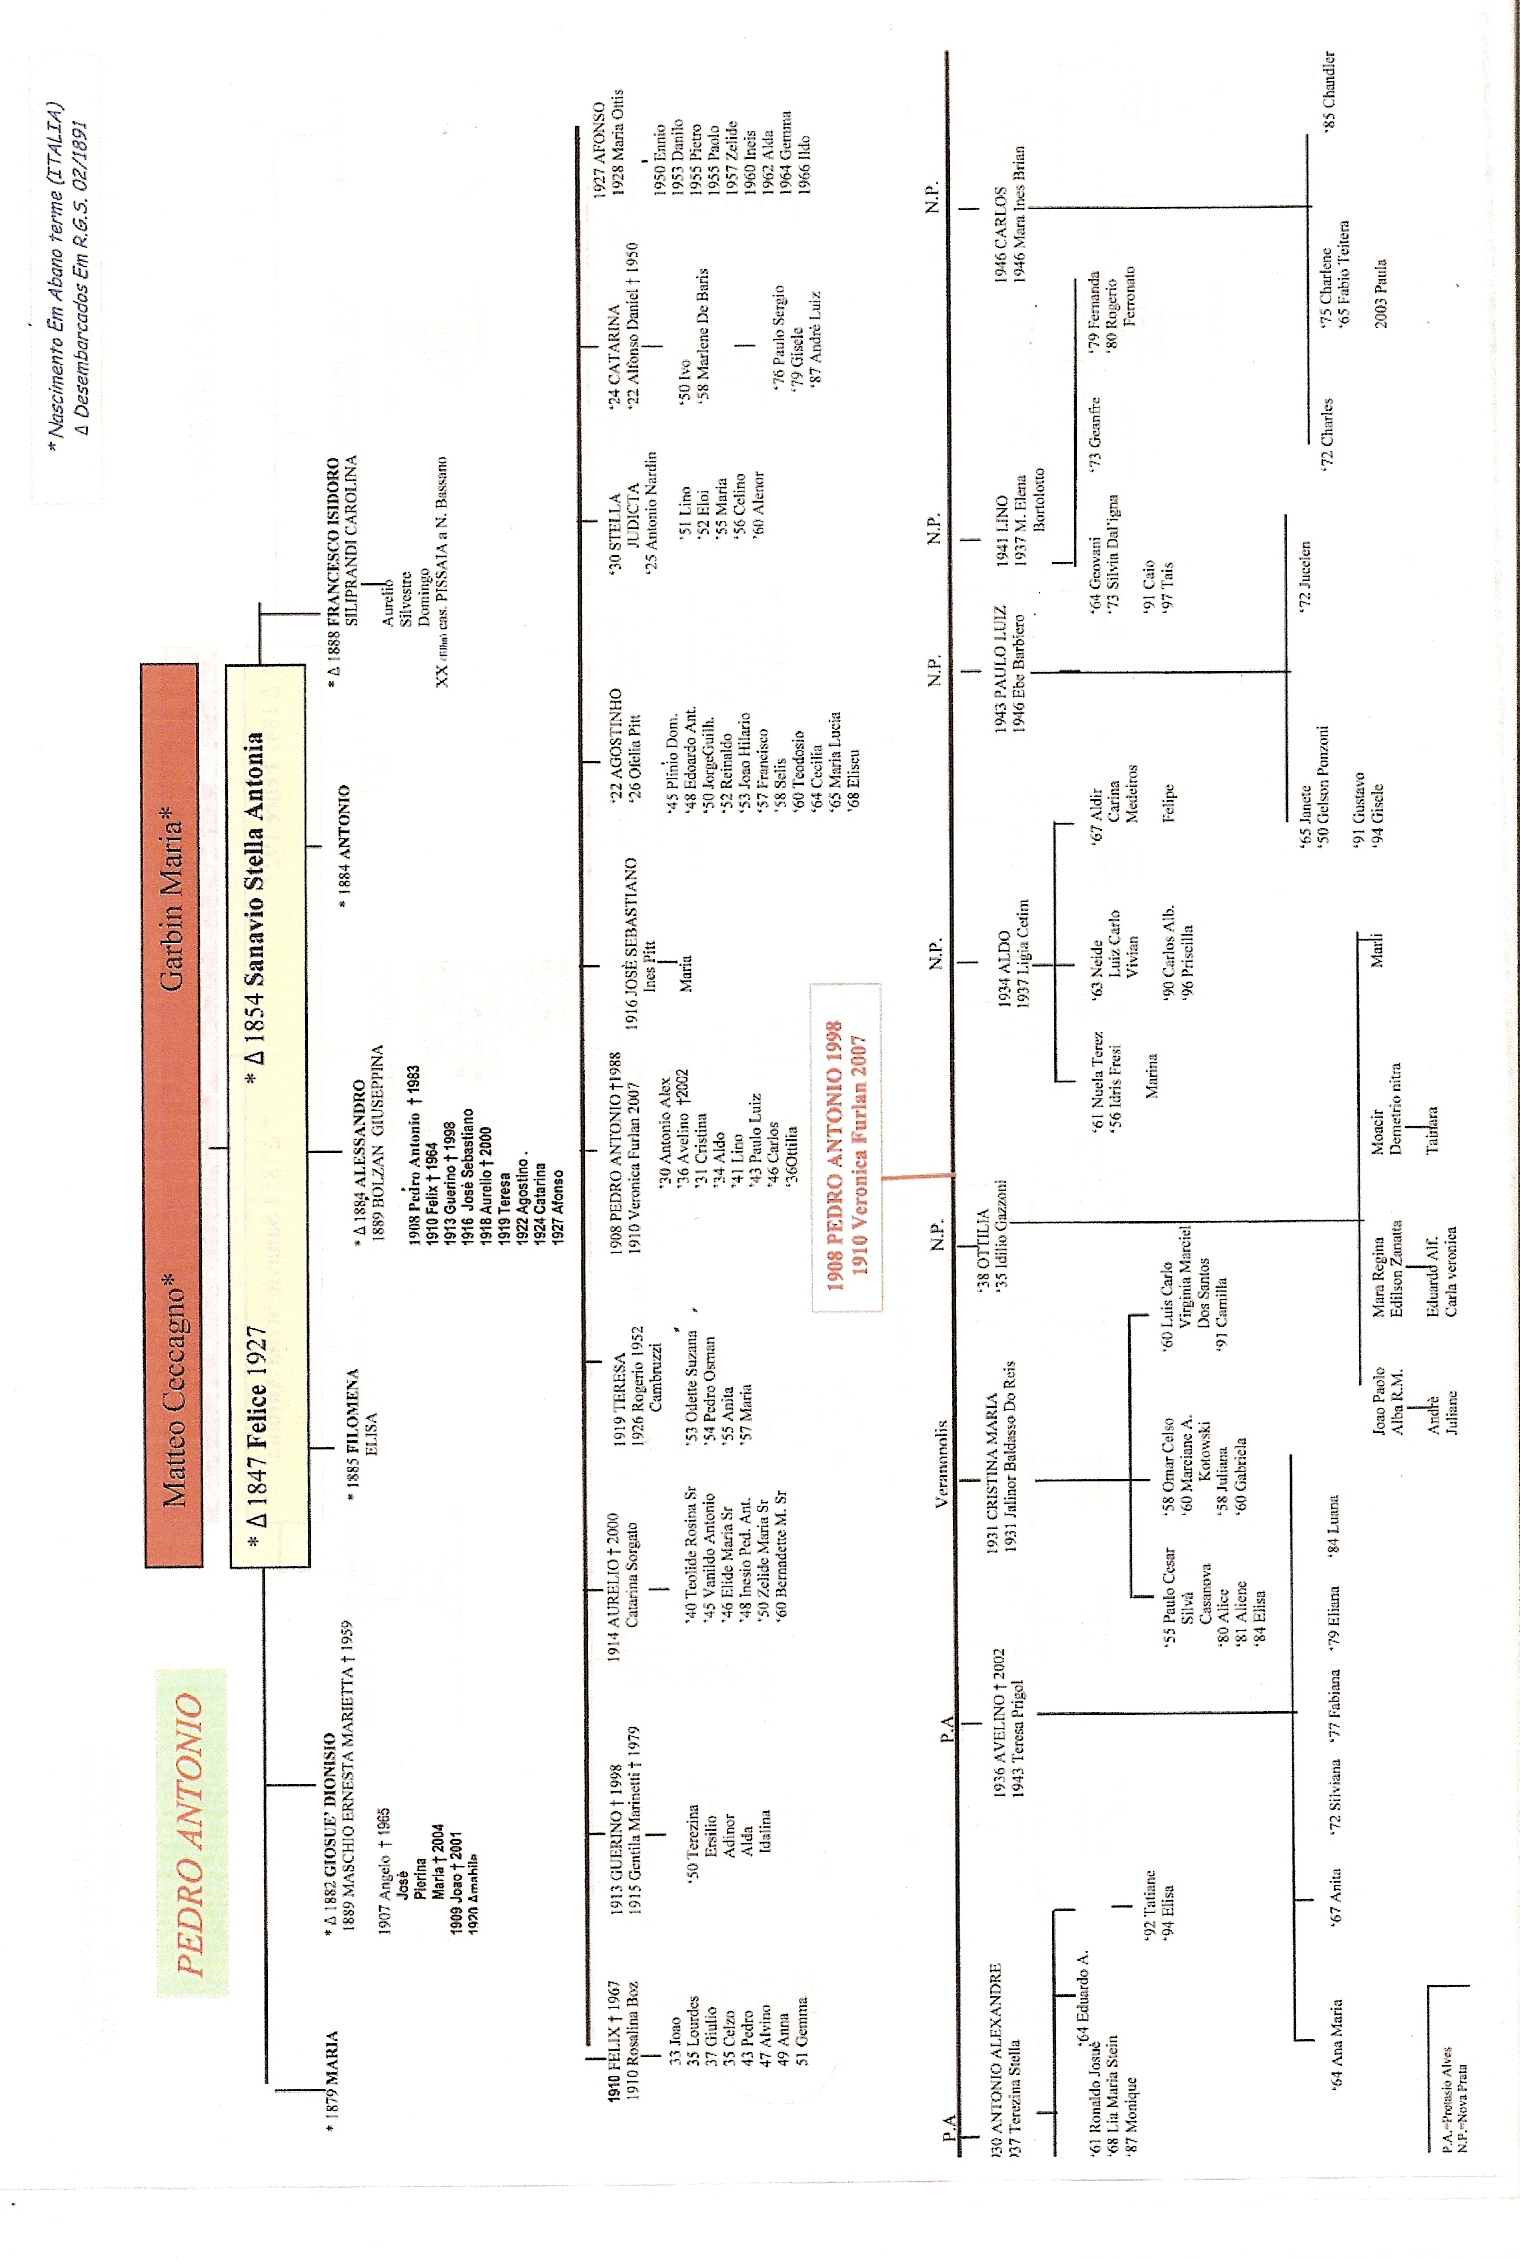 * Nascimento Em Abano terme (ITALIA)
Δ Desembarcados Em R.G.S. 02/1891
PEDRO ANTONIO
Matteo Ceccagno* Garbin Maria*
* Δ 1847 Felice 1927 * Δ 1854 Sanavio Stella Antonia
* 1879 MARIA
* Δ 1882 GIOSUE' DIONISIO
1889 MASCHIO ERNESTA MARIETTA † 1959
1907 Angelo † 1965
Josè
Pierina
Maria † 2004
1909 Joao † 2001
1920 Amabile
* 1885 FILOMENA
ELISA
* Δ 1884 ALESSANDRO
1889 BOLZAN GIUSEPPINA
1908 Pedro Antonio † 1983
1910 Felix † 1964
1913 Guerino † 1998
1916 Josè Sebastiano
1918 Aurelio † 2000
1919 Teresa
1922 Agostino .
1924 Catarina
1927 Afonso
* 1884 ANTONIO
* Δ 1888 FRANCESCO ISIDORO
SILIPRANDI CAROLINA
Aurelio
Silvestre
Domingo
XX (Filha) cas. PISSAIA a N. Bassano
1910 FELIX † 1967
1910 Rosalina Boz
33 Joao
35 Lourdes
37 Giulio
35 Celzo
43 Pedro
47 Alvino
49 Anna
51 Gemma
1913 GUERINO † 1998
1915 Gentilla Marinetti † 1979
'50 Terezina
Ersilio
Adinor
Alda
Idalina
1914 AURELIO † 2000
Catarina Sorgato
'40 Teolide Rosina Sr
'45 Vanildo Antonio
'46 Elide Maria Sr
'48 Inesio Ped. Ant.
'50 Zelide Maria Sr
'60 Bernadette M. Sr
1919 TERESA
1926 Rogerio 1952
Cambruzzi
'53 Odette Suzana
'54 Pedro Osman
'55 Anita
'57 Maria
1908 PEDRO ANTONIO †1988
1910 Veronica Furlan 2007
'30 Antonio Alex
'36 Avelino †2002
'31 Cristina
'34 Aldo
'41 Lino
'43 Paulo Luiz
'46 Carlos
'36Ottilia
1916 JOSÈ SEBASTIANO
Ines Pitt
Maria
'22 AGOSTINHO
'26 Ofelia Pitt
'45 Plinio Dom.
'48 Edoardo Ant.
'50 JorgeGuilh.
'52 Reinaldo
'53 Joao Hilario
'57 Francisco
'58 Selis
'60 Teodosio
'64 Cecilia
'65 Maria Lucia
'68 Eliseu
'30 STELLA
JUDICTA
'25 Antonio Nardin
'51 Lino
'52 Eloi
'55 Maria
'56 Celino
'60 Alenor
'24 CATARINA
'22 Alfonso Daniel † 1950
'50 Ivo
'58 Marlene De Baris
'76 Paulo Sergio
'79 Gisele
'87 Andrè Luiz
1927 AFONSO
1928 Maria Ottis
1950 Ennio
1953 Danilo
1955 Pietro
1955 Paolo
1957 Zelide
1960 Ineis
1962 Alda
1964 Gemma
1966 Ildo
1908 PEDRO ANTONIO 1998
1910 Veronica Furlan 2007
P.A
930 ANTONIO ALEXANDRE
937 Terezina Stella
'61 Ronaldo Josuè
'68 Lia Maria Stein
'87 Monique
'64 Eduardo A.
'92 Tatiane
'94 Elisa
P.A
1936 AVELINO † 2002
1943 Teresa Prigol
'64 Ana Maria
'67 Anita
'72 Silviana
'77 Fabiana
'79 Eliana
'84 Luana
Veranopolis
1931 CRISTINA MARIA
1931 Jalinor Baldasso Do Reis
'55 Paulo Cesar
Silvà
Casanova
'80 Alice
'81 Aliene
'84 Elisa
'58 Omar Celso
'60 Marciane A.
Kotowski
'58 Juliana
'60 Gabriela
'60 Luis Carlo
Virginia Marciel
Dos Santos
'91 Camilla
N.P.
'38 OTTILIA
'35 Idilio Gazzoni
Joao Paolo
Alba R.M.
Andrè
Juliane
Mara Regina
Edilson Zanatta
Eduardo Alf.
Carla veronica
Moacir
Demetrio nitra
Tainara
Marli
N.P.
1934 ALDO
1937 Ligia Cetim
'61 Nuela Terez
'56 Idris Fresi
Marina
'63 Neide
Luiz Carlo
Vivian
'90 Carlos Alb.
'96 Priscilla
'67 Aldir
Carina
Medeiros
Felipe
N.P.
1943 PAULO LUIZ
1946 Ebe Barbiero
'65 Janete
'50 Gelson Ponzoni
'91 Gustavo
'94 Gisele
'72 Jucelen
N.P.
1941 LINO
1937 M. Elena
Bortolotto
'64 Geovani
'73 Silvia Dal'igna
'91 Caio
'97 Tais
'73 Geanfre
'79 Fernanda
'80 Rogerio
Ferronato
N.P.
1946 CARLOS
1946 Mara Ines Brian
'72 Charles
'75 Charlene
'65 Fabio Teitera
2003 Paula
'85 Chandler
P.A.=Protasio Alves
N.P.=Nova Prata